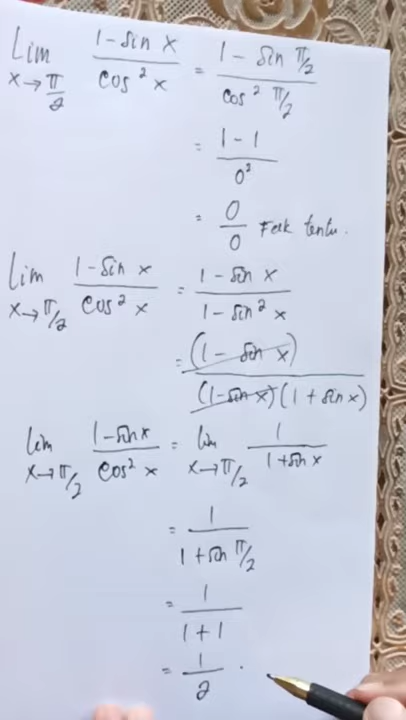 Lim x→π/2 (1-sin x)/(cos² x) = (1 - sin π/2)/(cos² π/2)
= (1-1)/0²
= 0/0 tentu.
Lim x→π/2 (1-sin x)/(cos² x) = (1 - sin x)/(1 - sin² x)
= (1 - sin x)/((1-sin x)(1 + sin x))
lim x→π/2 (1-sin x)/(cos² x) = lim x→π/2 1/(1+sin x)
= 1/(1 + sin π/2)
= 1/(1+1)
= 1/2 .